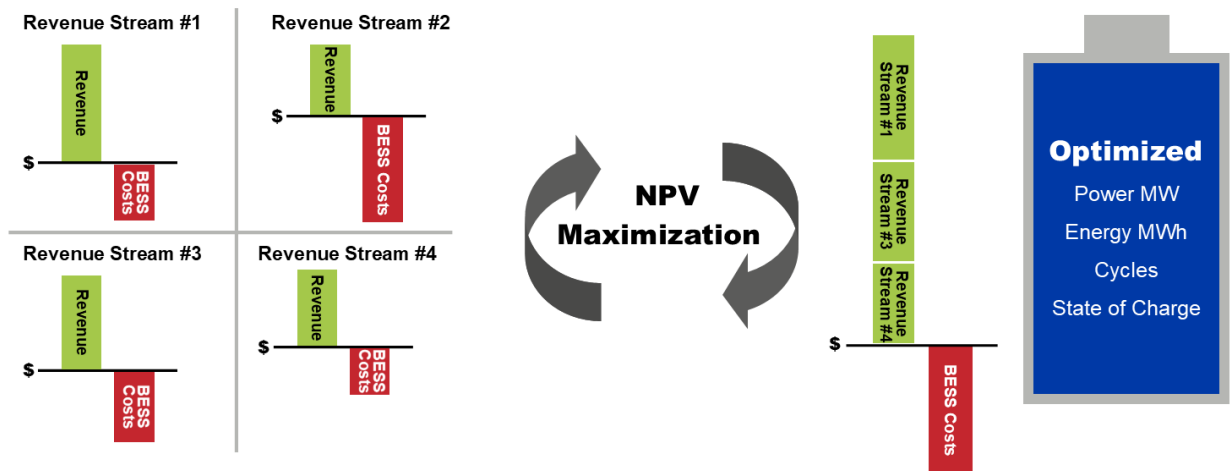 Revenue Stream #1
Revenue
$
BESS
Costs
Revenue Stream #2
Revenue
$
BESS Costs
Revenue Stream #3
Revenue
$
BESS
Costs
Revenue Stream #4
Revenue
$
BESS
Costs
NPV
Maximization
Revenue
Stream #1
Revenue
Stream #3
Revenue
Stream #4
$
BESS Costs
Optimized
Power MW
Energy MWh
Cycles
State of Charge